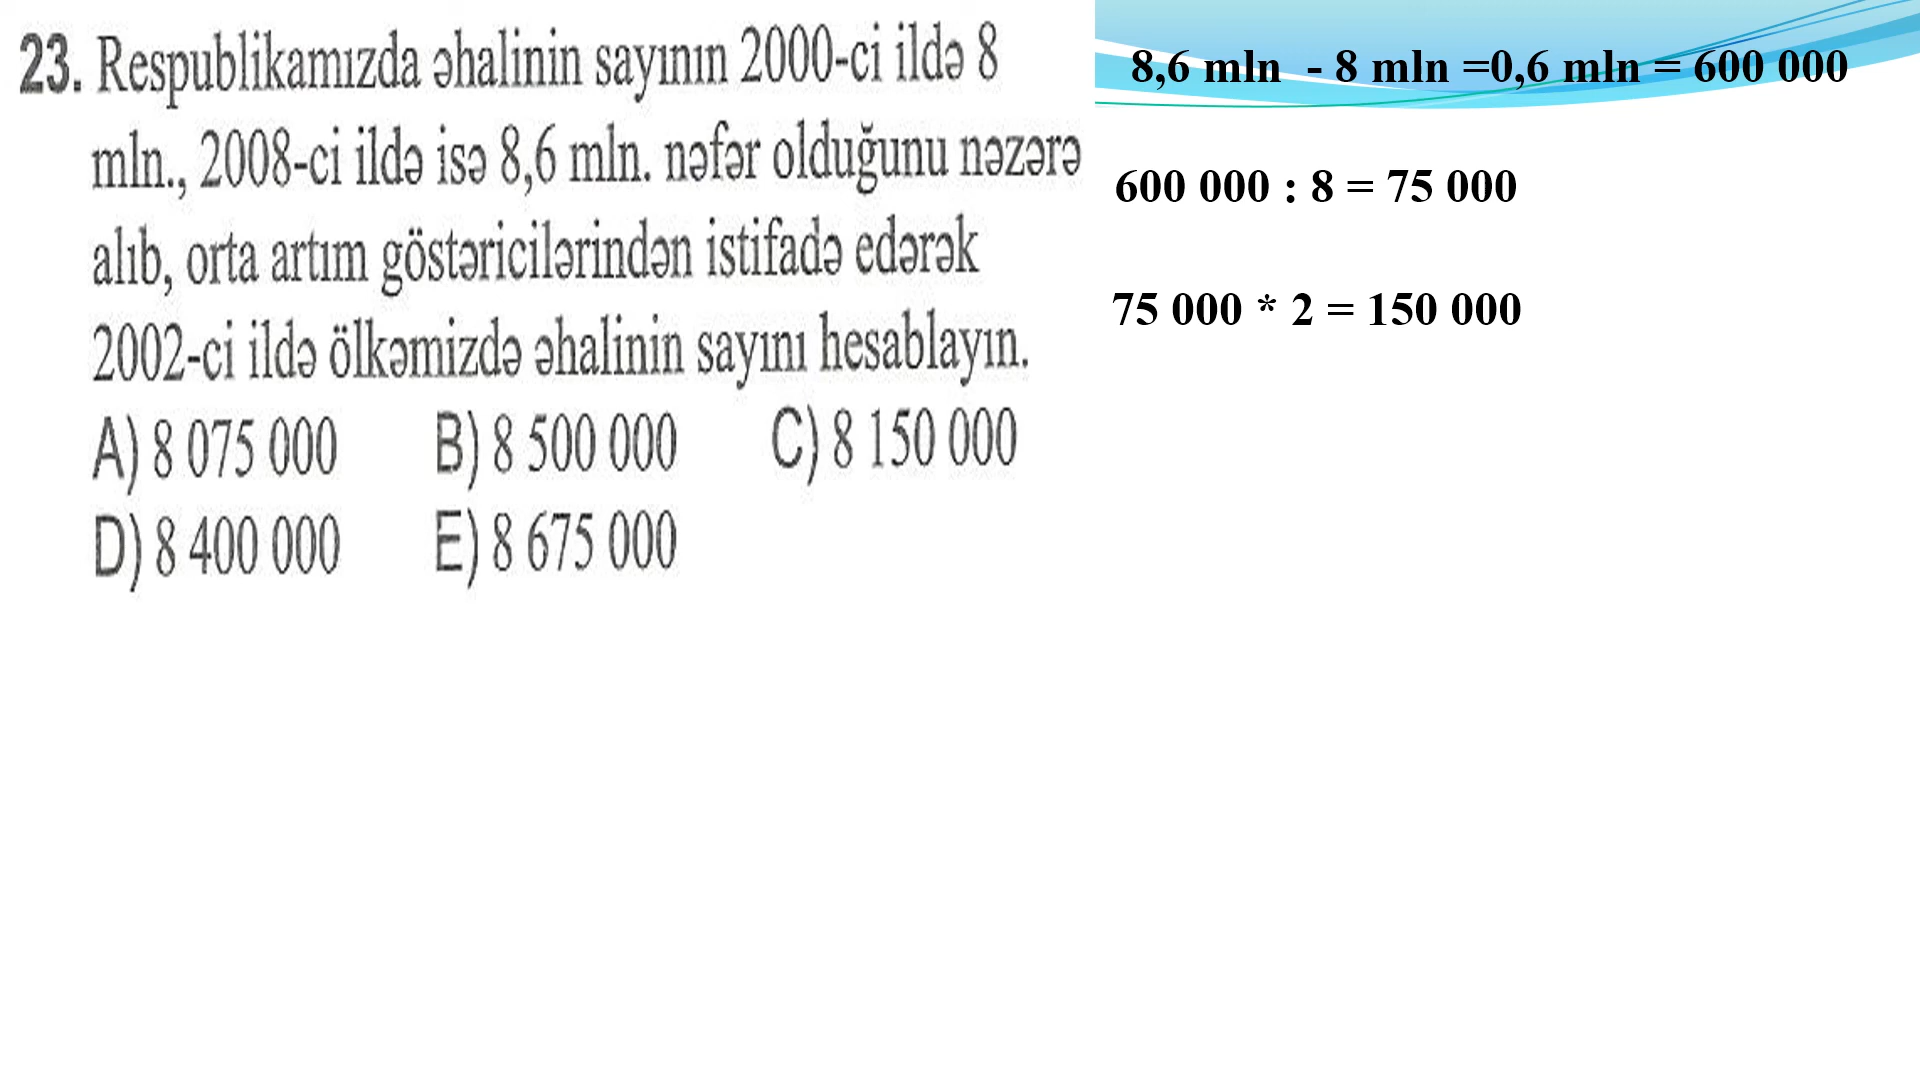 23. Respublikamızda əhalinin sayının 2000-ci ildə 8
mln., 2008-ci ildə isə 8,6 mln. nəfər olduğunu nəzərə
alıb, orta artım göstəricilərindən istifadə edərək
2002-ci ildə ölkəmizdə əhalinin sayını hesablayın.
A) 8 075 000 B) 8 500 000 C) 8 150 000
D) 8 400 000 E) 8 675 000
8,6 mln - 8 mln =0,6 mln = 600 000
600 000 : 8 = 75 000
75 000 * 2 = 150 000